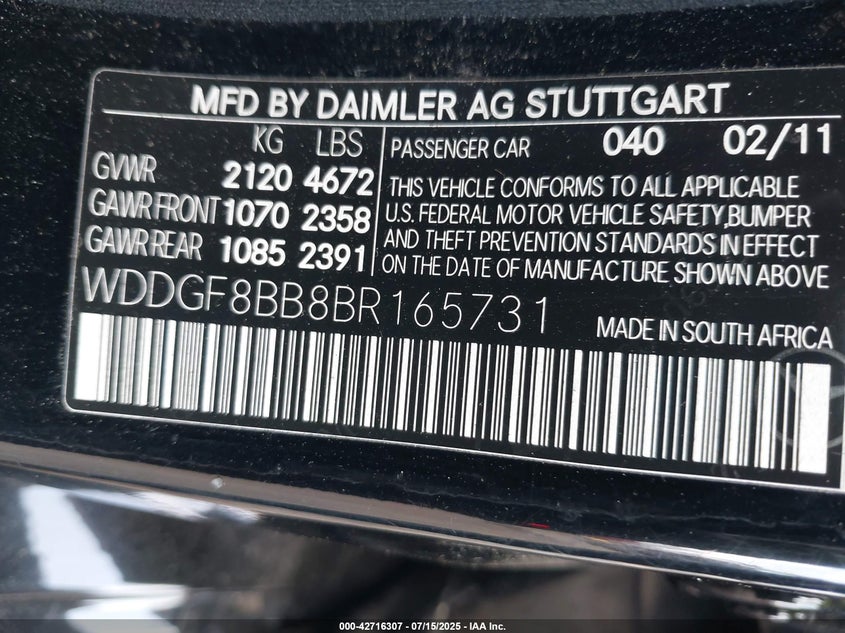 MFD BY DAIMLER AG STUTTGART
KG LBS
GVWR 2120 4672
GAWR FRONT 1070 2358
GAWR REAR 1085 2391
PASSENGER CAR 040 02/11
THIS VEHICLE CONFORMS TO ALL APPLICABLE
U.S. FEDERAL MOTOR VEHICLE SAFETY, BUMPER
AND THEFT PREVENTION STANDARDS IN EFFECT
ON THE DATE OF MANUFACTURE SHOWN ABOVE
WDDGF8BB8BR165731
MADE IN SOUTH AFRICA
000-42716307 - 07/15/2025 - IAA Inc.